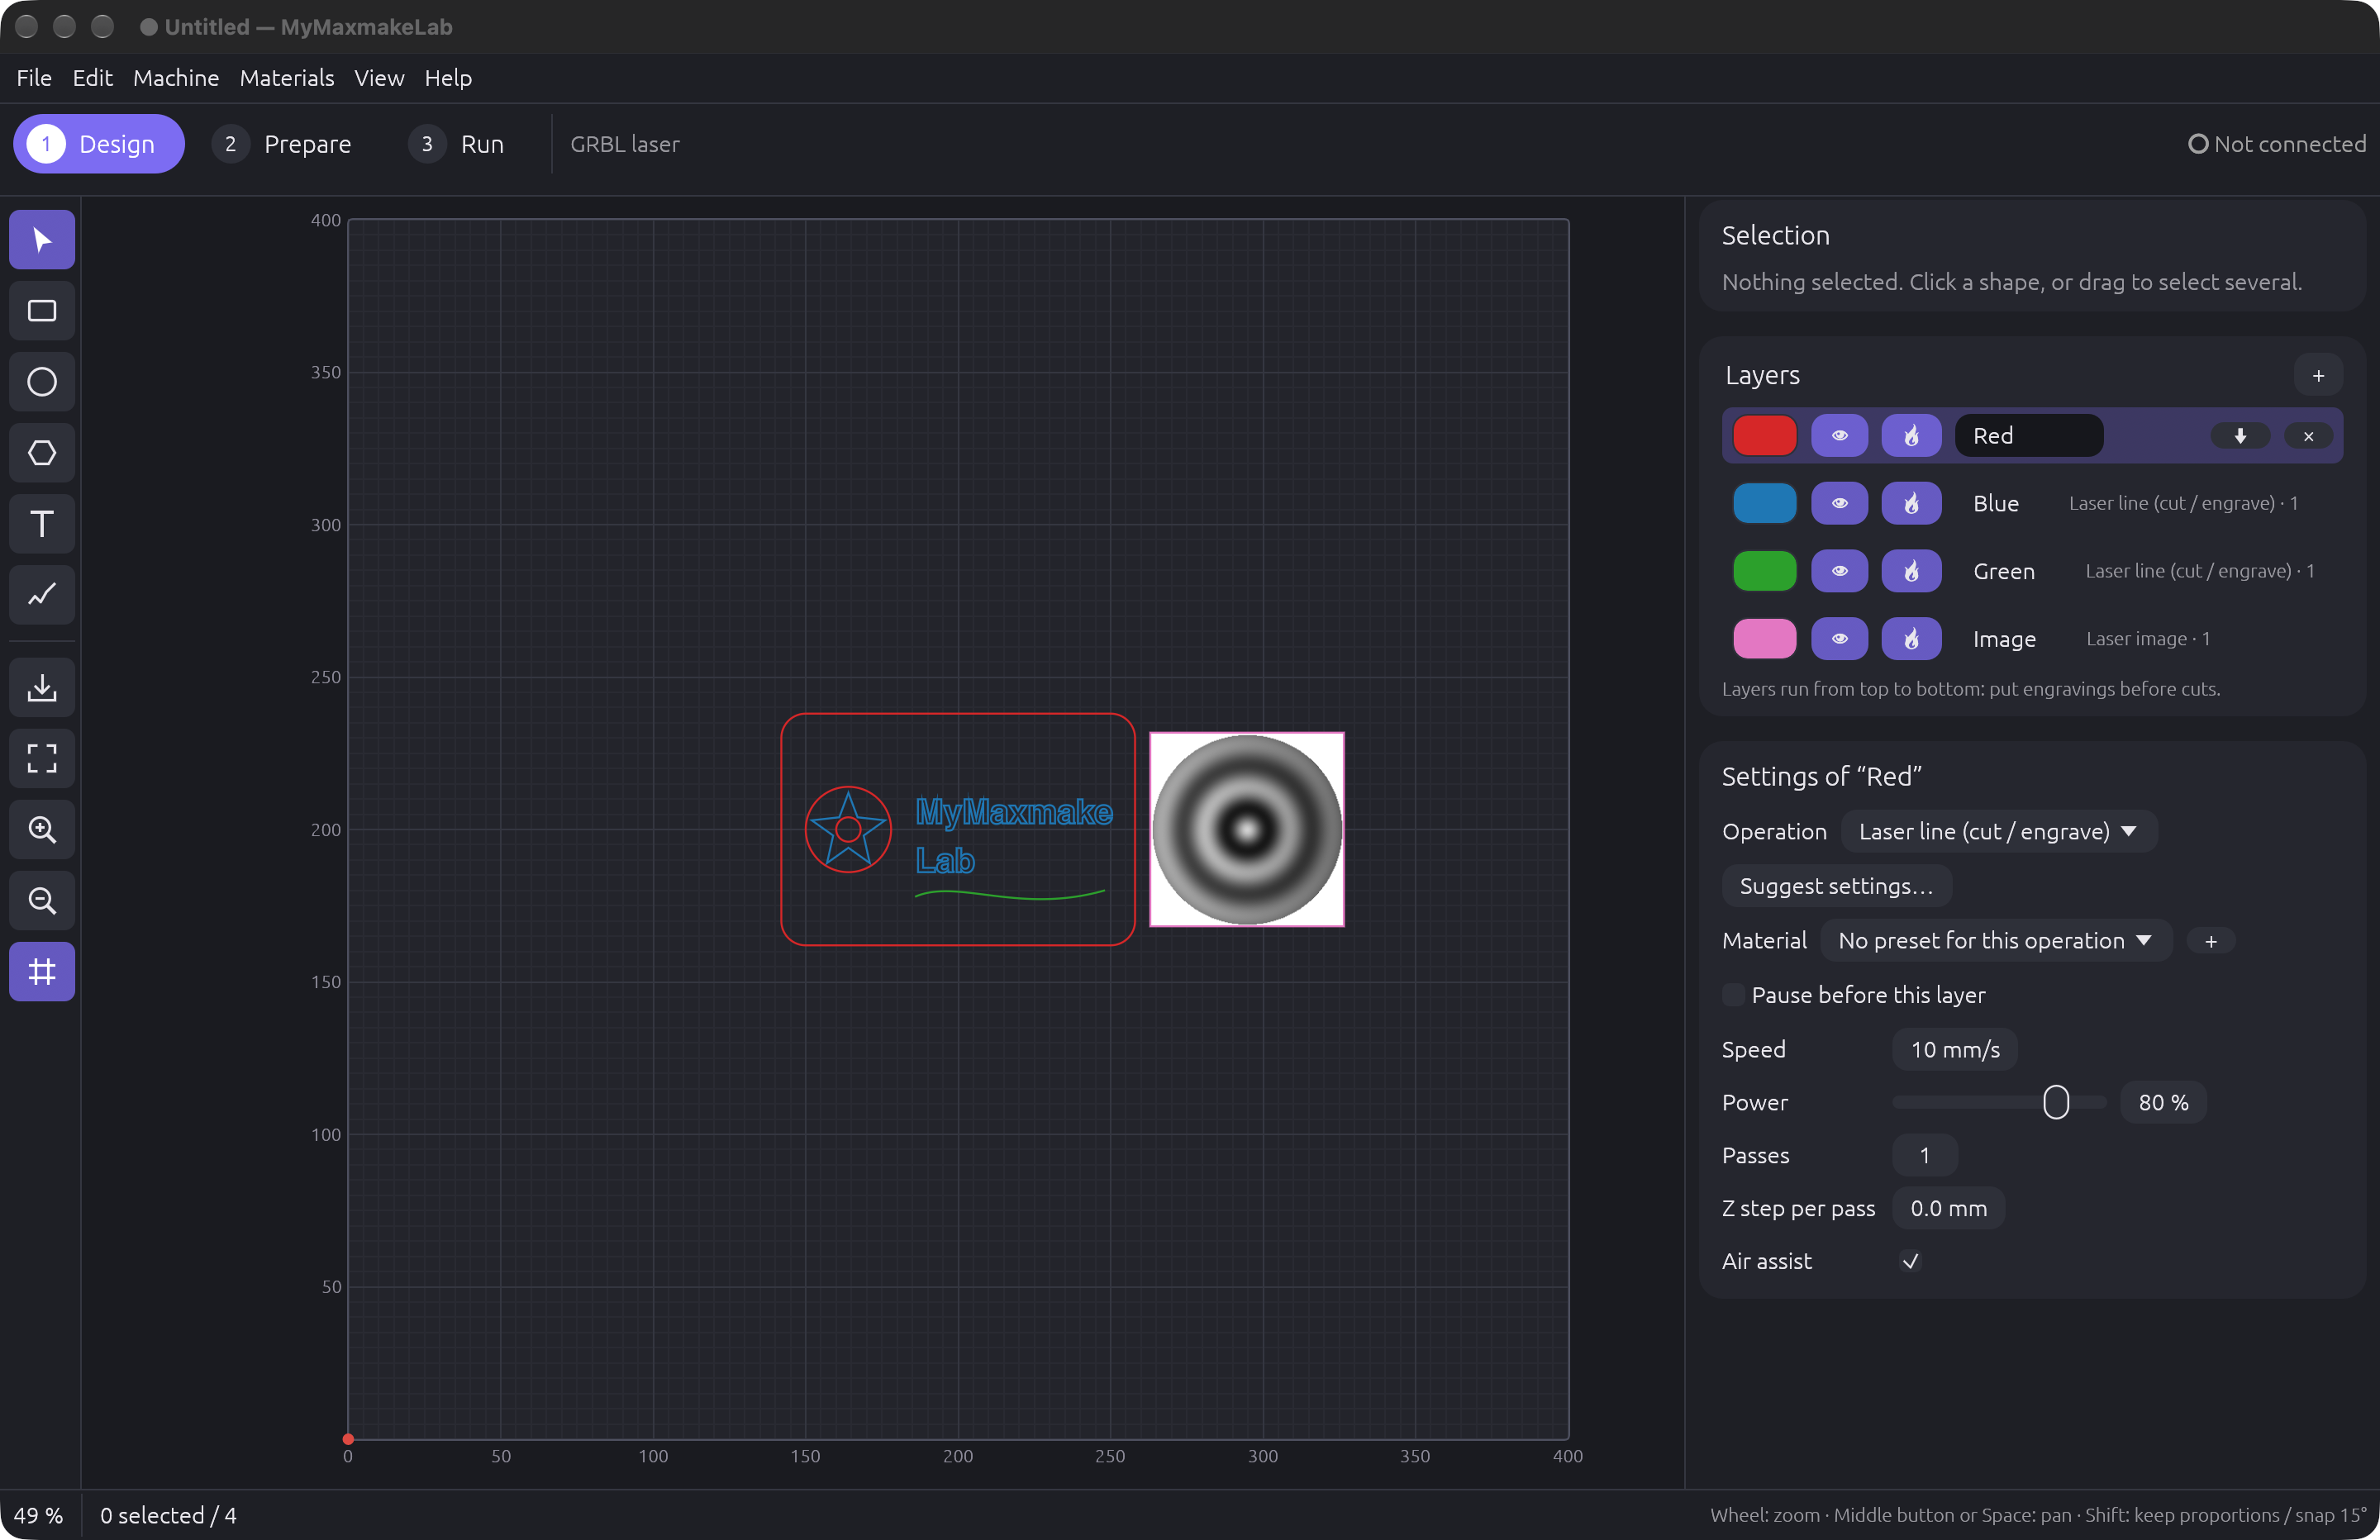 Untitled — MyMaxmakeLab
File Edit Machine Materials View Help
1 Design 2 Prepare 3 Run GRBL laser Not connected
Selection
Nothing selected. Click a shape, or drag to select several.
Layers +
Red
Blue Laser line (cut / engrave) · 1
Green Laser line (cut / engrave) · 1
Image Laser image · 1
Layers run from top to bottom: put engravings before cuts.
Settings of “Red”
Operation Laser line (cut / engrave)
Suggest settings…
Material No preset for this operation +
Pause before this layer
Speed 10 mm/s
Power 80 %
Passes 1
Z step per pass 0.0 mm
Air assist
400
350
300
250
200
150
100
50
MyMaxmake
Lab
0 50 100 150 200 250 300 350 400
49 % 0 selected / 4 Wheel: zoom · Middle button or Space: pan · Shift: keep proportions / snap 15°